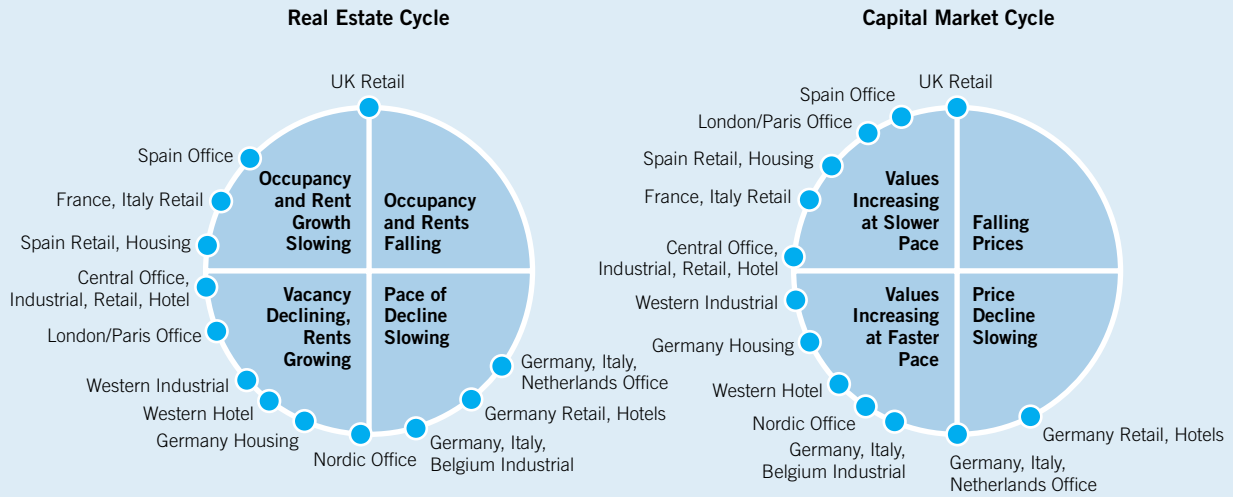 Real Estate Cycle
UK Retail
Spain Office
France, Italy Retail
Spain Retail, Housing
Central Office,
Industrial, Retail, Hotel
London/Paris Office
Western Industrial
Western Hotel
Germany Housing
Nordic Office
Germany, Italy,
Belgium Industrial
Germany Retail, Hotels
Germany, Italy,
Netherlands Office
Occupancy
and Rent
Growth
Slowing
Occupancy
and Rents
Falling
Vacancy
Declining,
Rents
Growing
Pace of
Decline
Slowing
Capital Market Cycle
UK Retail
Spain Office
London/Paris Office
Spain Retail, Housing
France, Italy Retail
Central Office,
Industrial, Retail, Hotel
Western Industrial
Germany Housing
Western Hotel
Nordic Office
Germany, Italy,
Belgium Industrial
Germany, Italy,
Netherlands Office
Germany Retail, Hotels
Values
Increasing
at Slower
Pace
Falling
Prices
Values
Increasing
at Faster
Pace
Price
Decline
Slowing